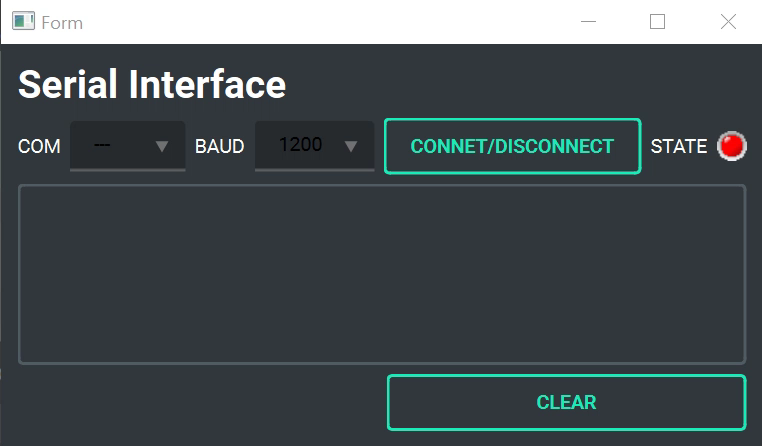 Form
Serial Interface
COM --- BAUD 1200 CONNET/DISCONNECT STATE
CLEAR